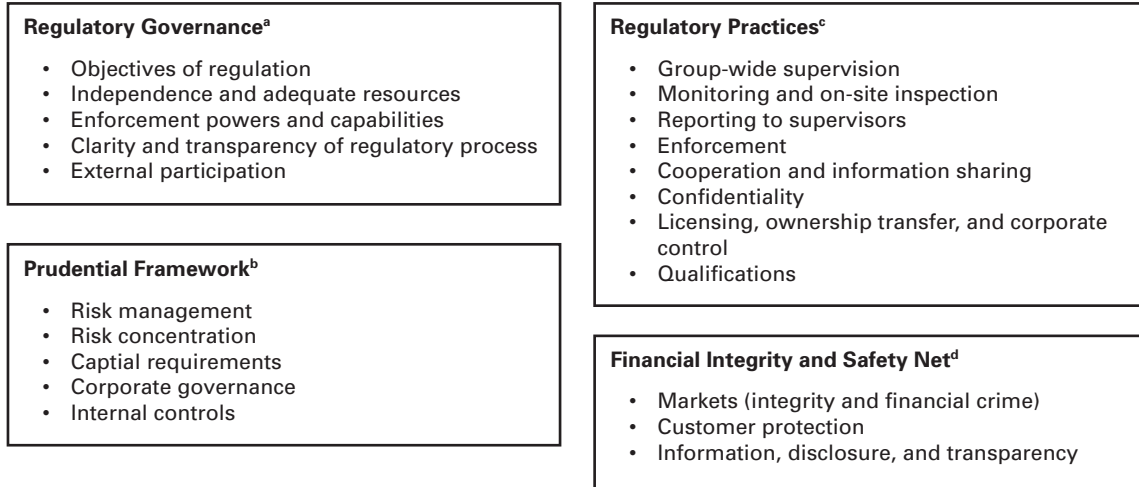 Regulatory Governanceᵃ
• Objectives of regulation
• Independence and adequate resources
• Enforcement powers and capabilities
• Clarity and transparency of regulatory process
• External participation
Prudential Frameworkᵇ
• Risk management
• Risk concentration
• Captial requirements
• Corporate governance
• Internal controls
Regulatory Practicesᶜ
• Group-wide supervision
• Monitoring and on-site inspection
• Reporting to supervisors
• Enforcement
• Cooperation and information sharing
• Confidentiality
• Licensing, ownership transfer, and corporate
control
• Qualifications
Financial Integrity and Safety Netᵈ
• Markets (integrity and financial crime)
• Customer protection
• Information, disclosure, and transparency